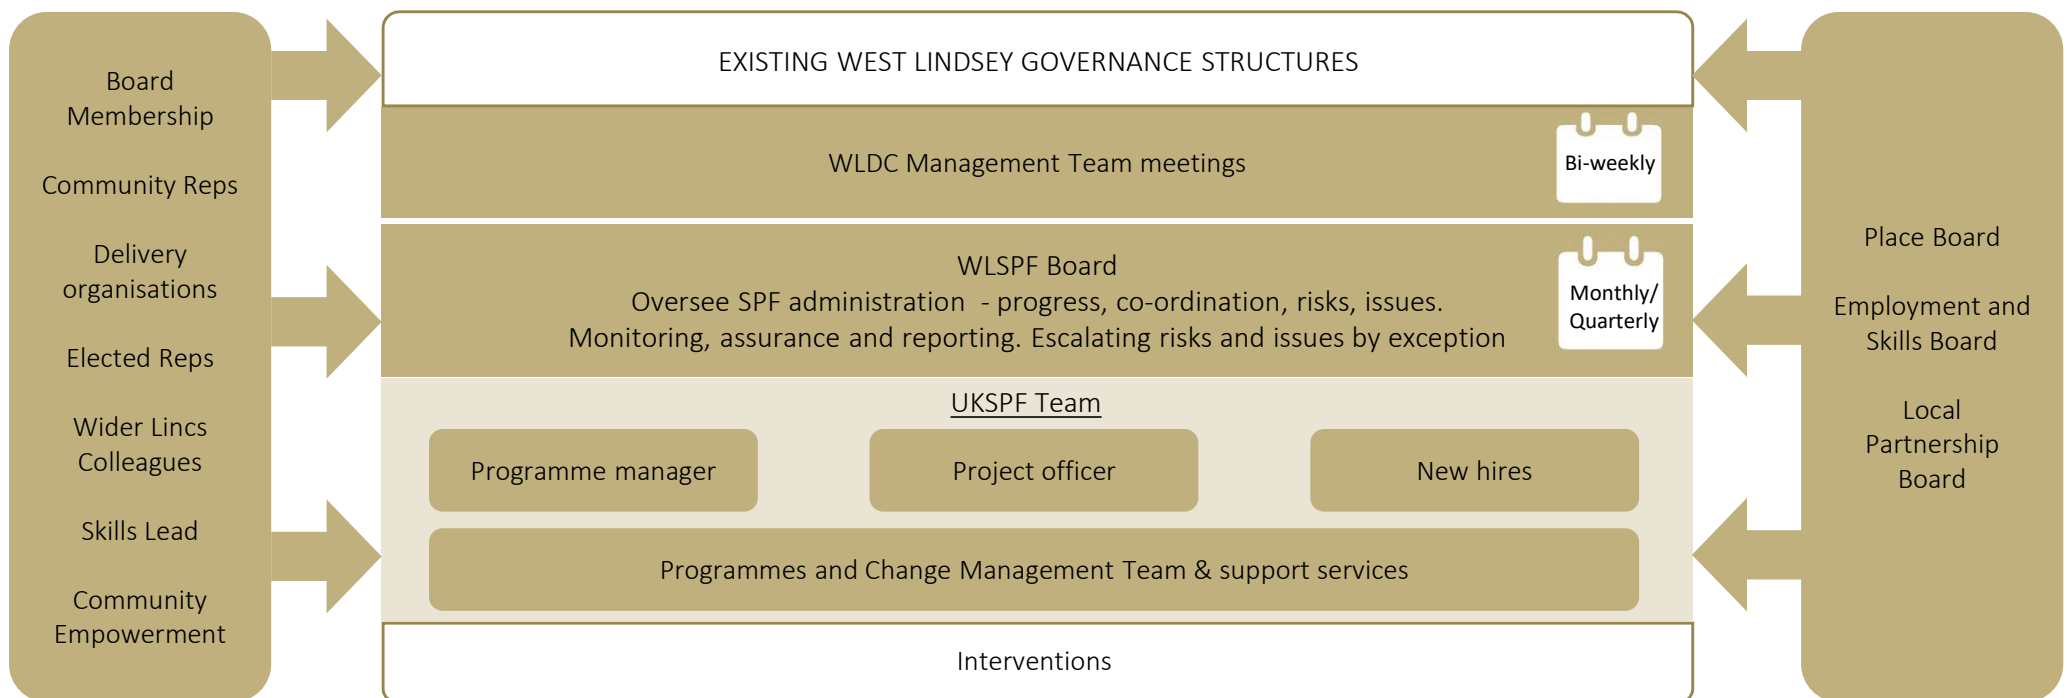 Board
Membership
Community Reps
Delivery
organisations
Elected Reps
Wider Lincs
Colleagues
Skills Lead
Community
Empowerment
EXISTING WEST LINDSEY GOVERNANCE STRUCTURES
WLDC Management Team meetings
Bi-weekly
WLSPF Board
Oversee SPF administration - progress, co-ordination, risks, issues.
Monitoring, assurance and reporting. Escalating risks and issues by exception
Monthly/
Quarterly
UKSPF Team
Programme manager
Project officer
New hires
Programmes and Change Management Team & support services
Interventions
Place Board
Employment and
Skills Board
Local
Partnership
Board